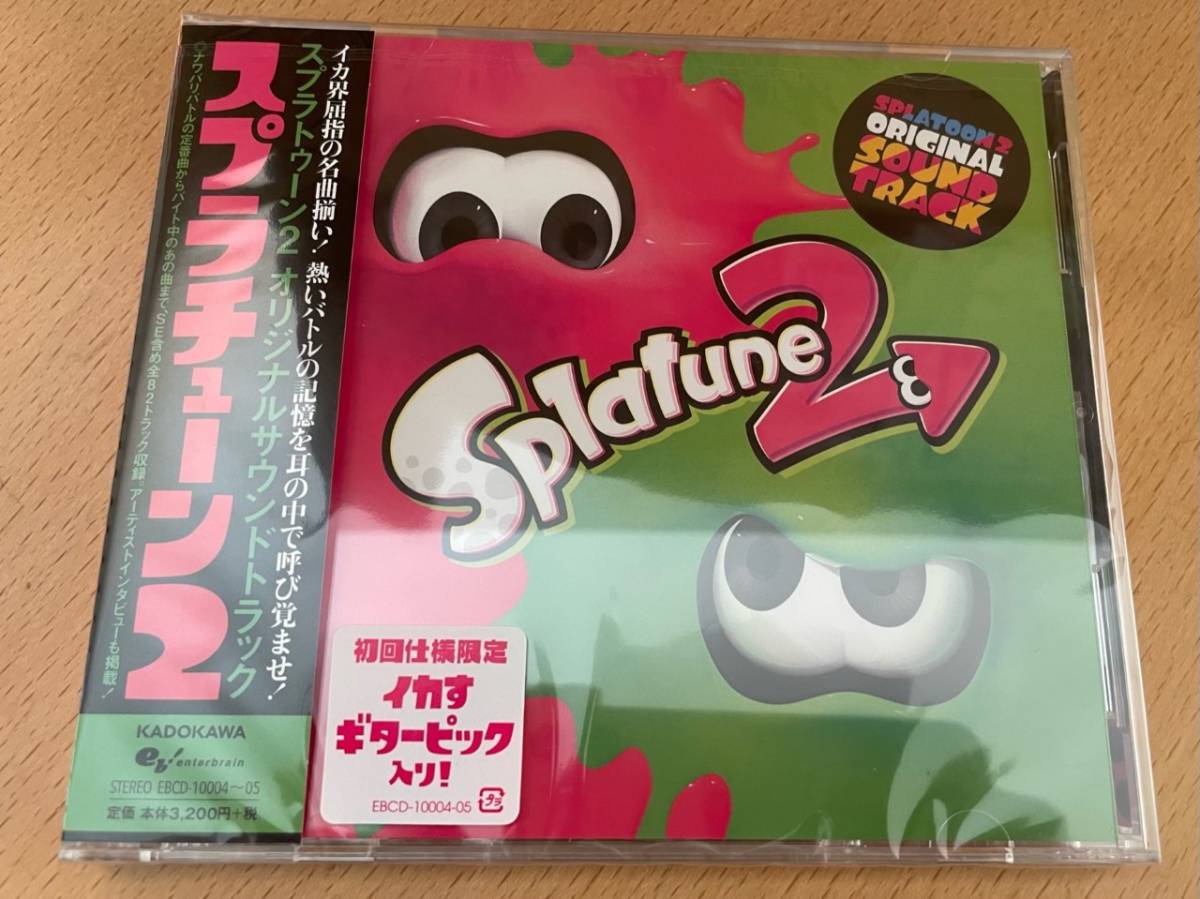 イカ界屈指の名曲揃い!熱いバトルの記憶を耳の中で呼び覚ませ!
スプラトゥーン2 オリジナルサウンドトラック
スプラチューン2
○ナワバリバトルの定番曲からバイト中のあの曲まで、SE含め全82トラック収録。アーティストインタビューも掲載!
KADOKAWA
eb! enterbrain
STEREO EBCD-10004〜05
定価 本体3,200円+税
SPLATOON 2
ORIGINAL
SOUND
TRACK
Splatune2
初回仕様限定
イカす
ギターピック
入り!
EBCD-10004-05